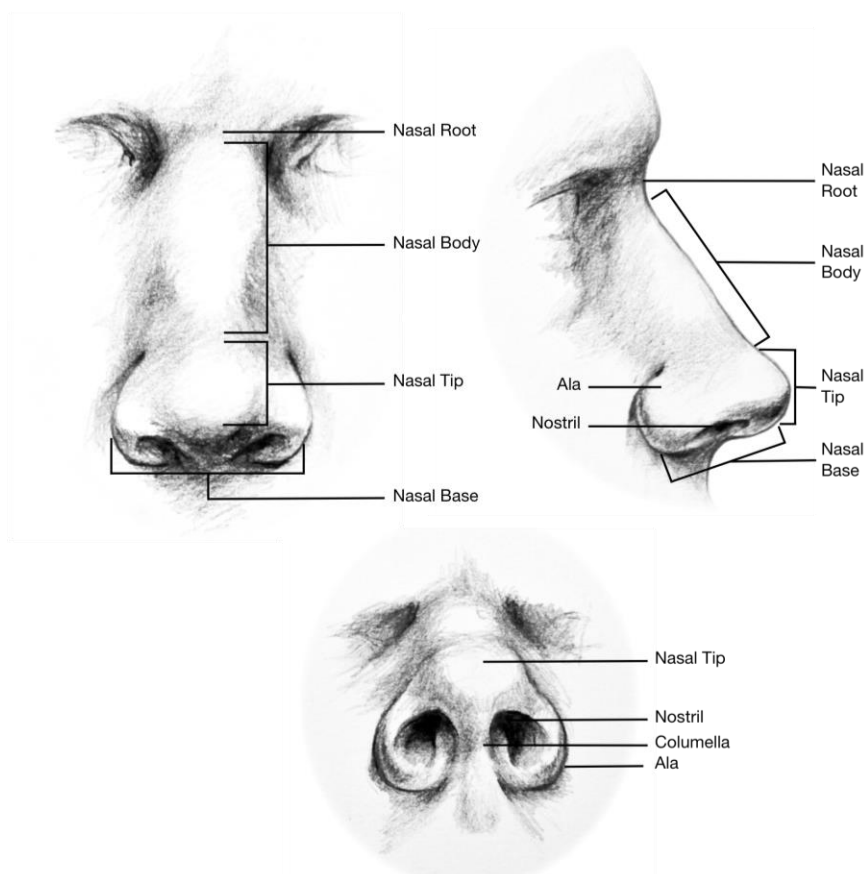 Nasal Root
Nasal Body
Nasal Tip
Nasal Base
Nasal
Root
Nasal
Body
Ala
Nasal
Tip
Nostril
Nasal
Base
Nasal Tip
Nostril
Columella
Ala